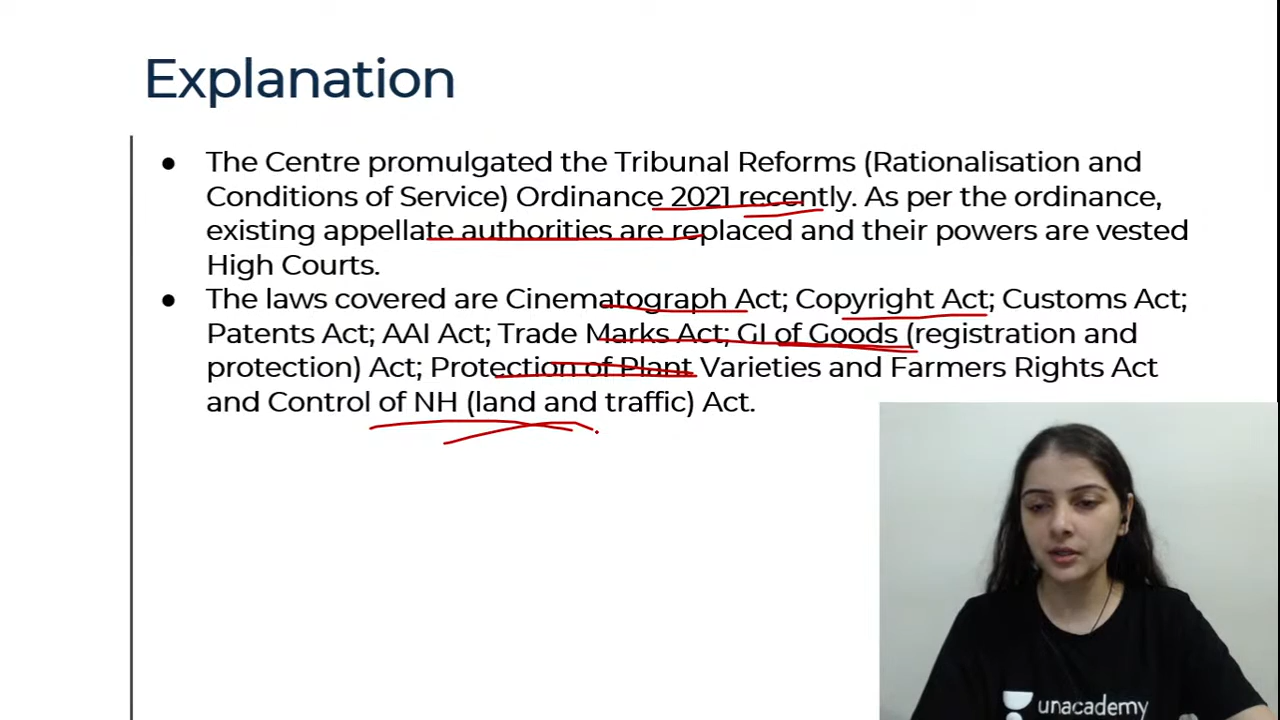 Explanation
● The Centre promulgated the Tribunal Reforms (Rationalisation and
Conditions of Service) Ordinance 2021 recently. As per the ordinance,
existing appellate authorities are replaced and their powers are vested
High Courts.
● The laws covered are Cinematograph Act; Copyright Act; Customs Act;
Patents Act; AAI Act; Trade Marks Act; GI of Goods (registration and
protection) Act; Protection of Plant Varieties and Farmers Rights Act
and Control of NH (land and traffic) Act.
unacademy